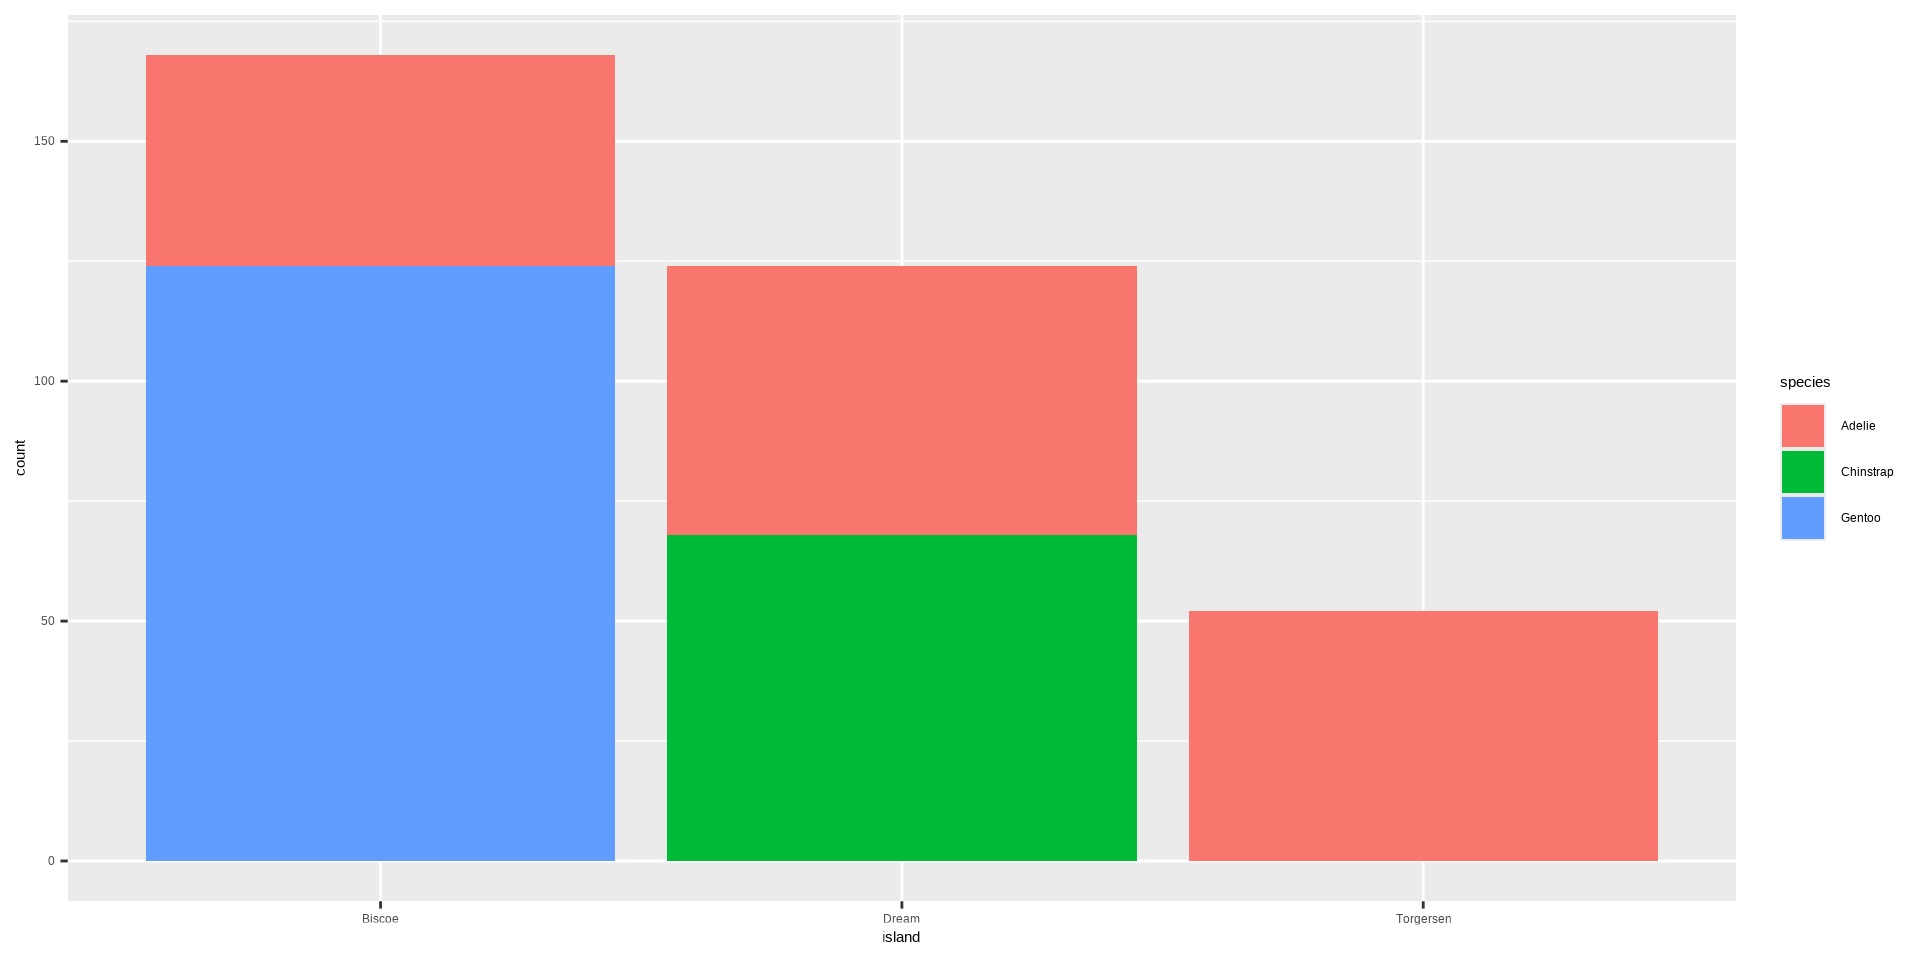 150
100
50
0
count
Biscoe
Dream
Torgersen
island
species
Adelie
Chinstrap
Gentoo